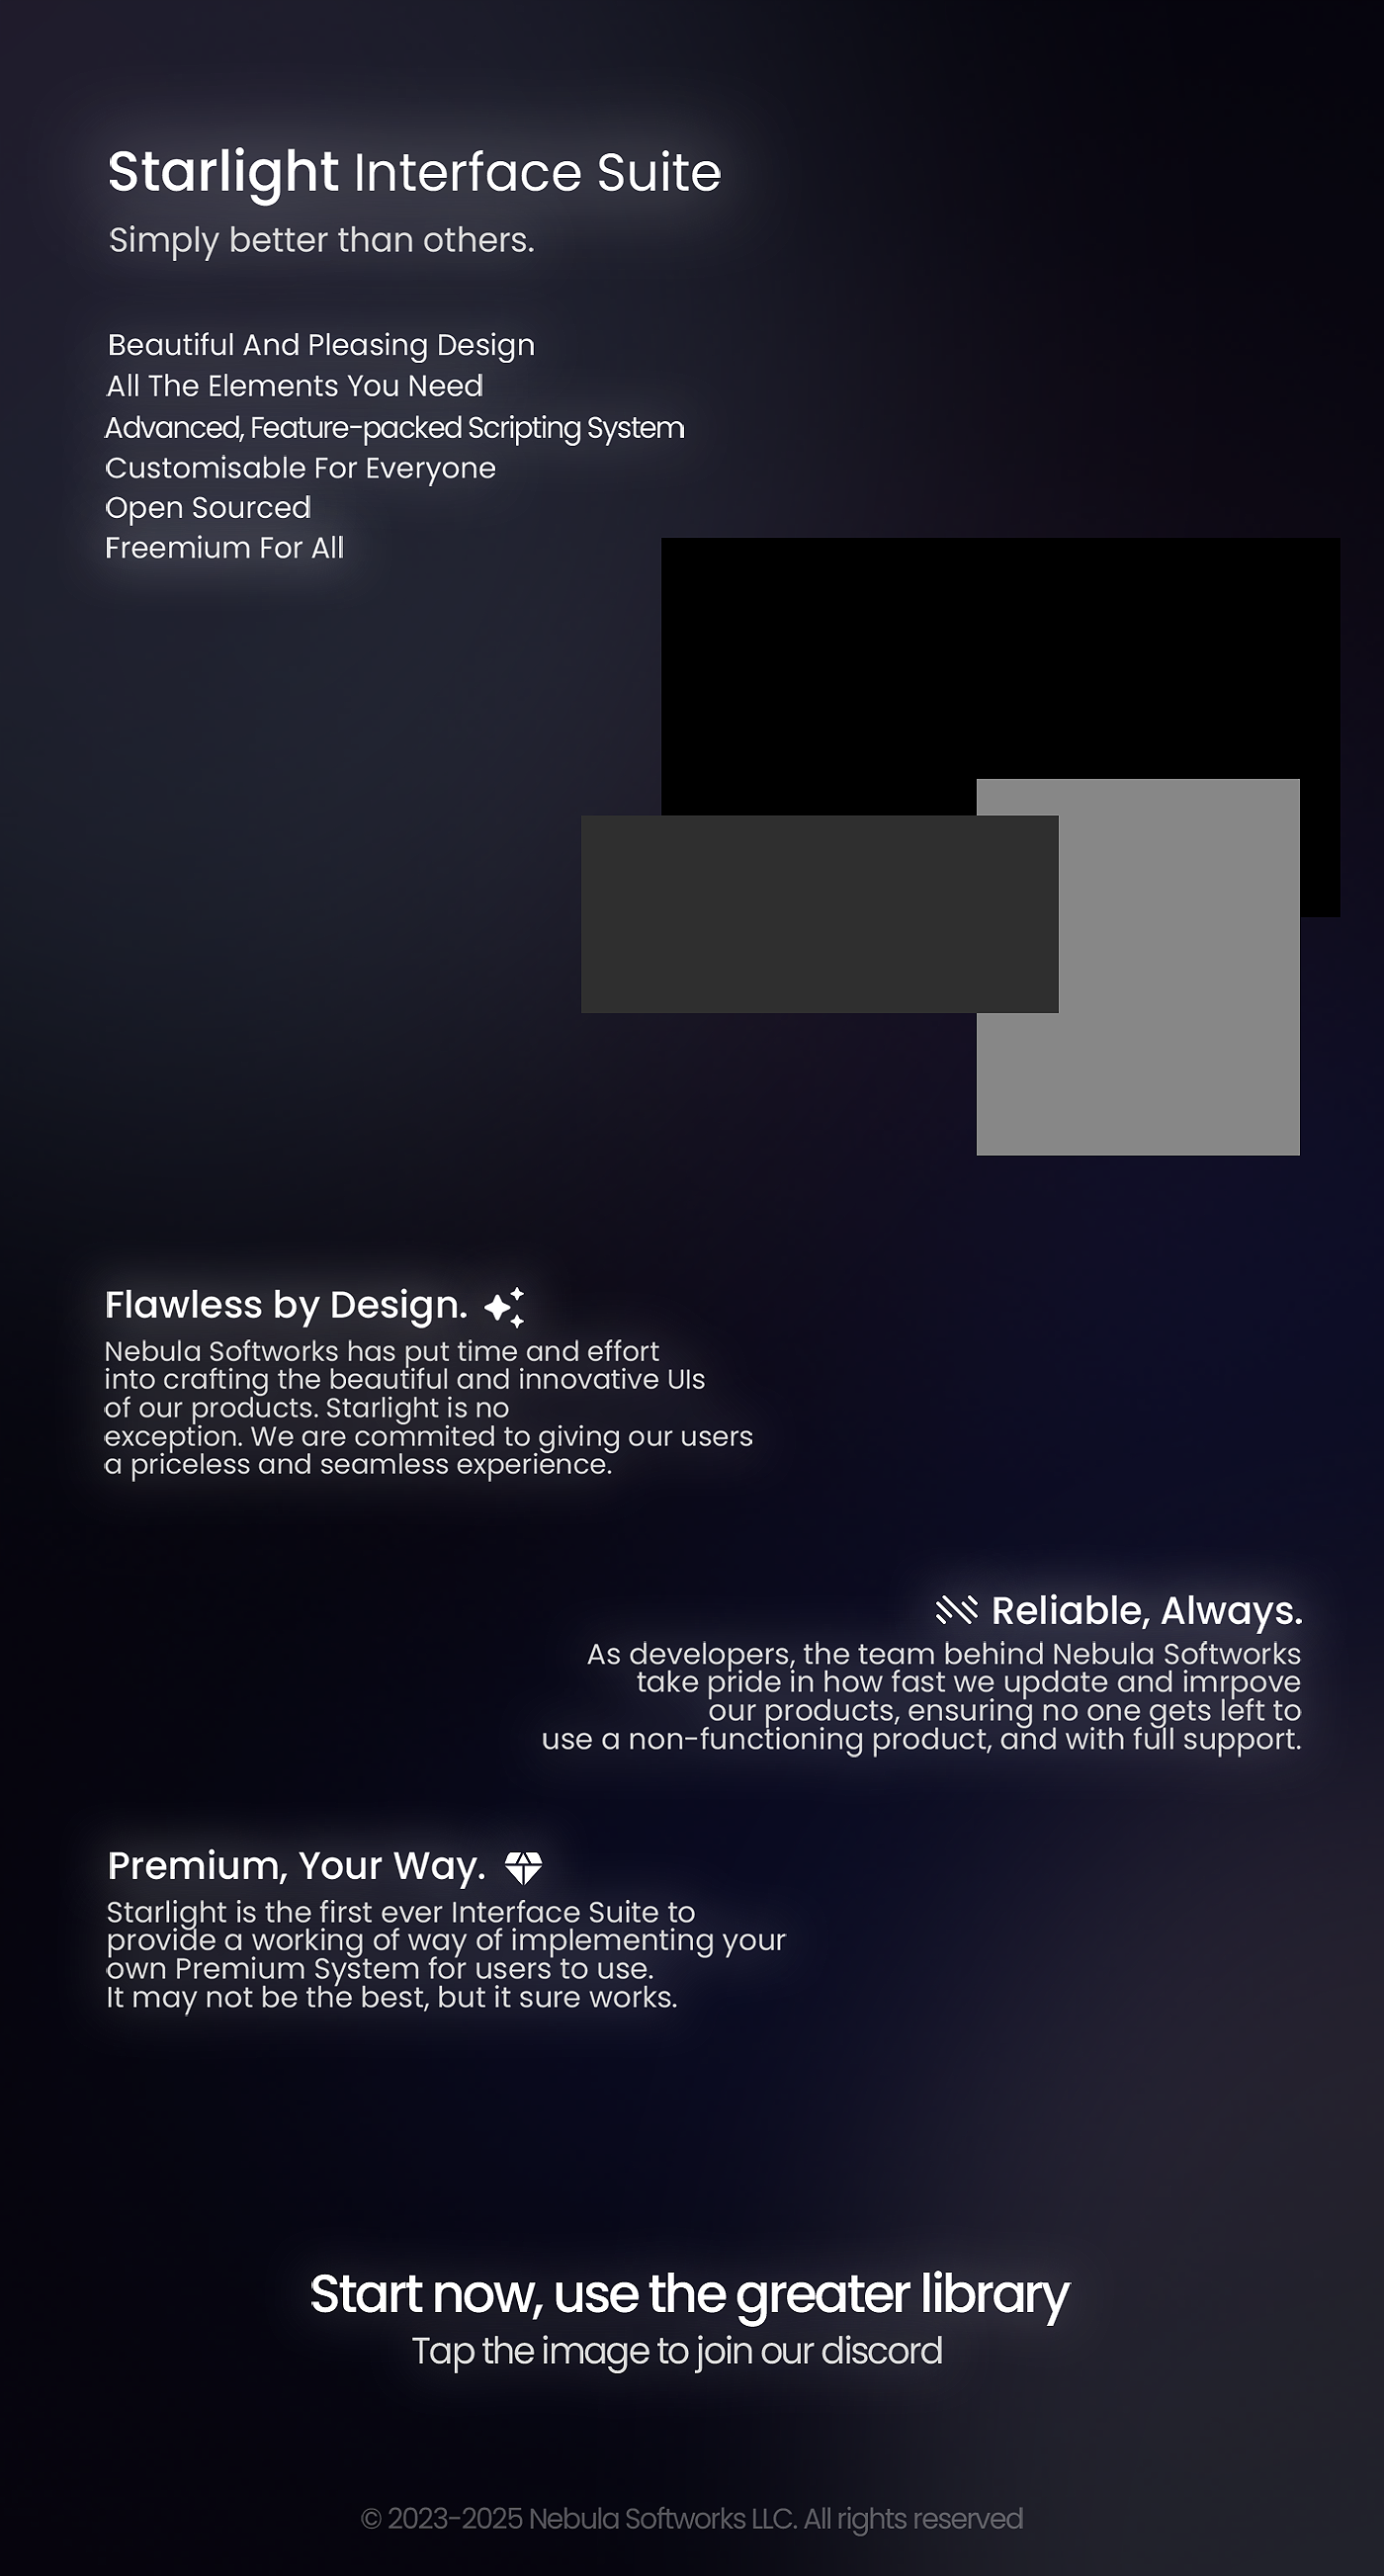 Starlight Interface Suite
Simply better than others.
Beautiful And Pleasing Design
All The Elements You Need
Advanced, Feature-packed Scripting System
Customisable For Everyone
Open Sourced
Freemium For All
Flawless by Design.
Nebula Softworks has put time and effort
into crafting the beautiful and innovative UIs
of our products. Starlight is no
exception. We are commited to giving our users
a priceless and seamless experience.
Reliable, Always.
As developers, the team behind Nebula Softworks
take pride in how fast we update and imrpove
our products, ensuring no one gets left to
use a non-functioning product, and with full support.
Premium, Your Way.
Starlight is the first ever Interface Suite to
provide a working of way of implementing your
own Premium System for users to use.
It may not be the best, but it sure works.
Start now, use the greater library
Tap the image to join our discord
© 2023-2025 Nebula Softworks LLC. All rights reserved